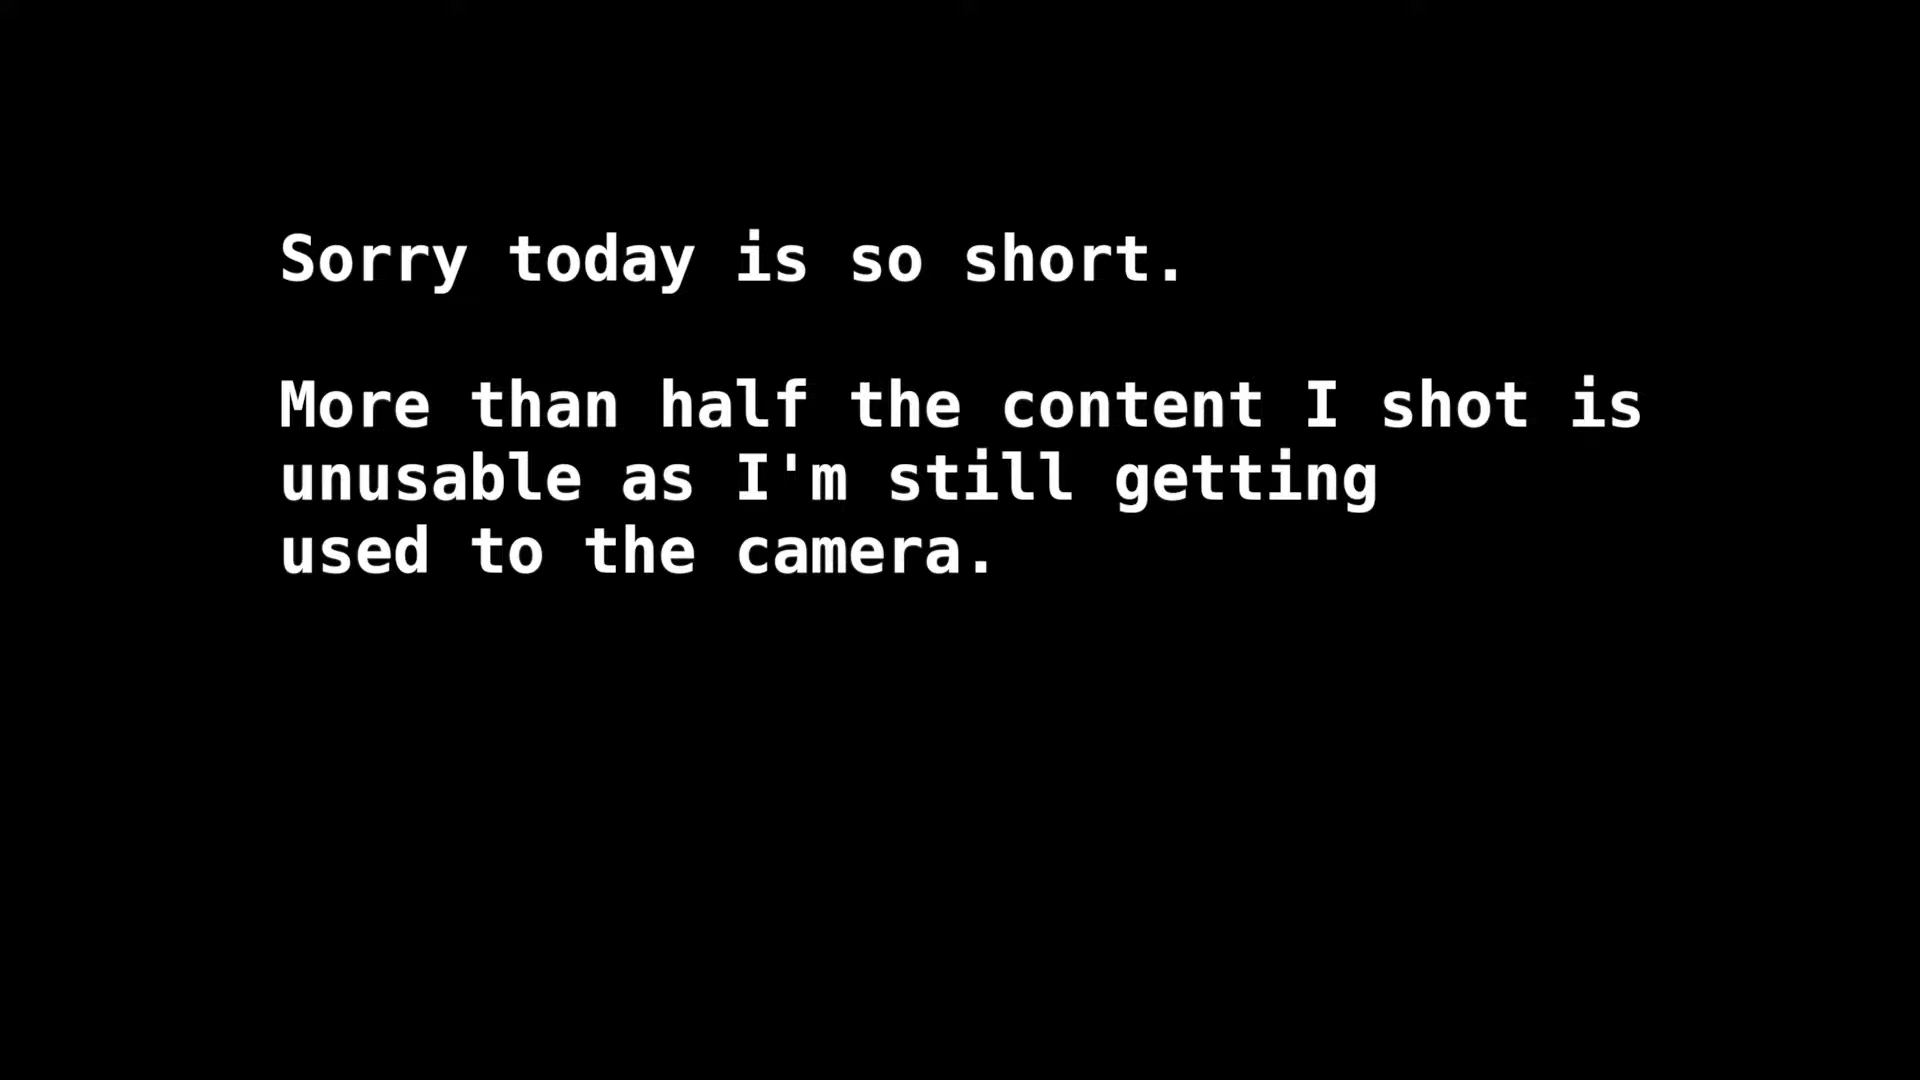 Sorry today is so short.
More than half the content I shot is
unusable as I'm still getting
used to the camera.